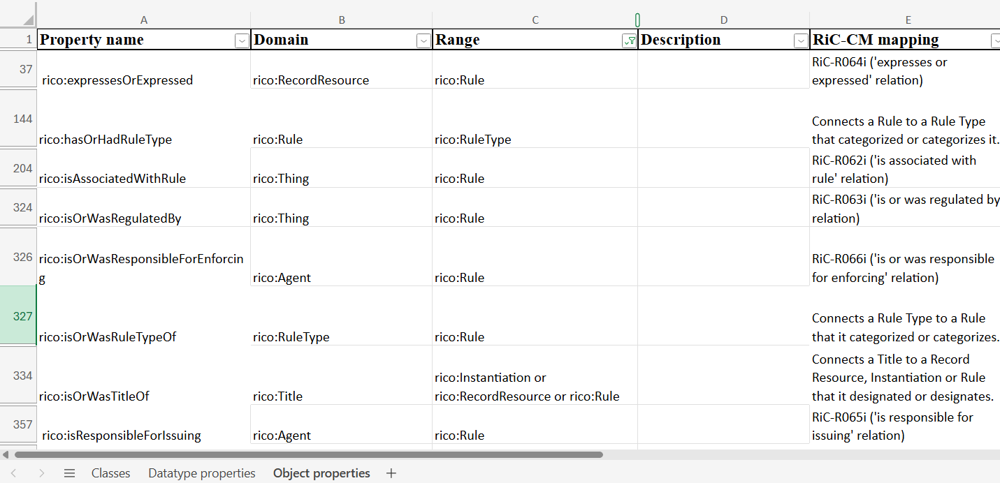 A B C D E
1 Property name Domain Range Description RiC-CM mapping
37 rico:expressesOrExpressed rico:RecordResource rico:Rule RiC-R064i ('expresses or
expressed' relation)
144 rico:hasOrHadRuleType rico:Rule rico:RuleType Connects a Rule to a Rule Type
that categorized or categorizes it.
204 rico:isAssociatedWithRule rico:Thing rico:Rule RiC-R062i ('is associated with
rule' relation)
324 rico:isOrWasRegulatedBy rico:Thing rico:Rule RiC-R063i ('is or was regulated by
relation)
326 rico:isOrWasResponsibleForEnforcin
g rico:Agent rico:Rule RiC-R066i ('is or was responsible
for enforcing' relation)
327 rico:isOrWasRuleTypeOf rico:RuleType rico:Rule Connects a Rule Type to a Rule
that it categorized or categorizes.
334 rico:isOrWasTitleOf rico:Title rico:Instantiation or
rico:RecordResource or rico:Rule Connects a Title to a Record
Resource, Instantiation or Rule
that it designated or designates.
357 rico:isResponsibleForIssuing rico:Agent rico:Rule RiC-R065i ('is responsible for
issuing' relation)
Classes Datatype properties Object properties